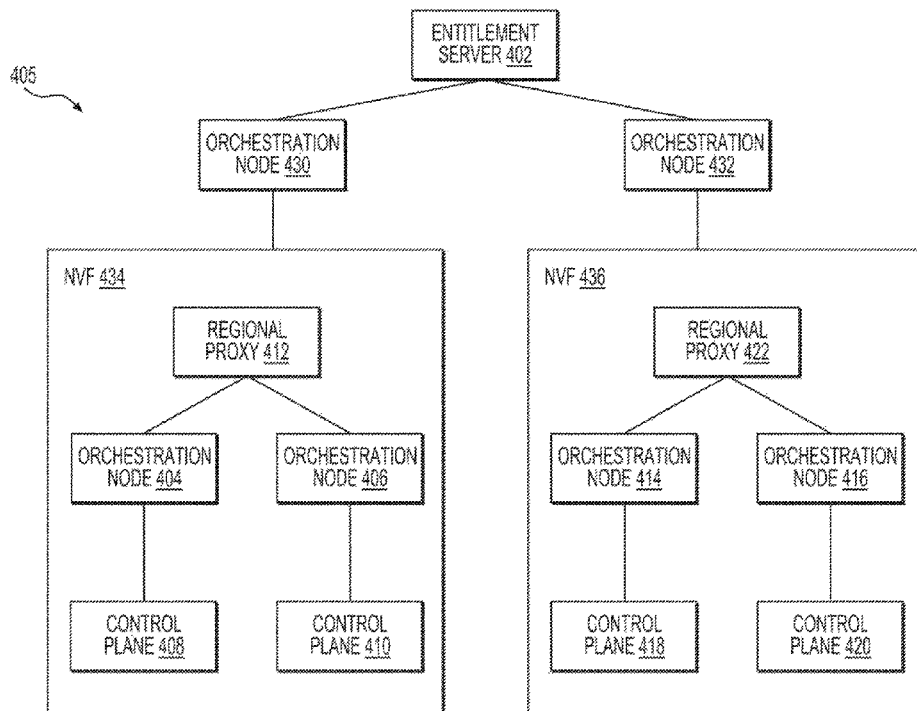 ENTITLEMENT
SERVER 402
405
ORCHESTRATION
NODE 430
ORCHESTRATION
NODE 432
NVF 434
NVF 436
REGIONAL
PROXY 412
REGIONAL
PROXY 422
ORCHESTRATION
NODE 404
ORCHESTRATION
NODE 406
ORCHESTRATION
NODE 414
ORCHESTRATION
NODE 416
CONTROL
PLANE 408
CONTROL
PLANE 410
CONTROL
PLANE 418
CONTROL
PLANE 420